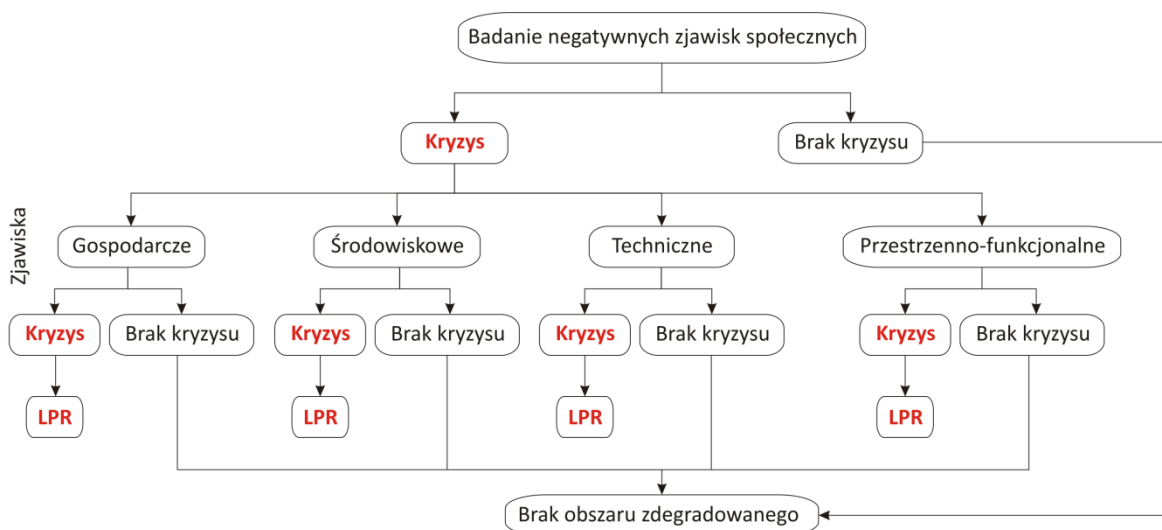 Badanie negatywnych zjawisk społecznych
Kryzys
Brak kryzysu
Zjawiska
Gospodarcze
Środowiskowe
Techniczne
Przestrzenno-funkcjonalne
Kryzys
Brak kryzysu
Kryzys
Brak kryzysu
Kryzys
Brak kryzysu
Kryzys
Brak kryzysu
LPR
LPR
LPR
LPR
Brak obszaru zdegradowanego